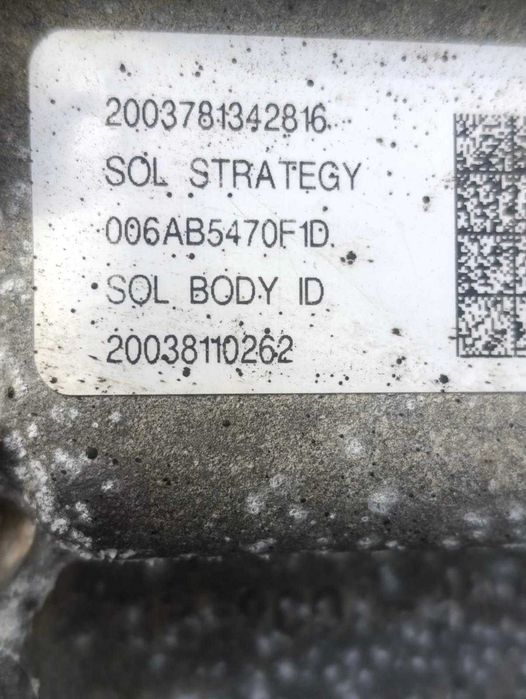 2003781342816
SOL STRATEGY
006AB5470F1D
SOL BODY ID
20038110262